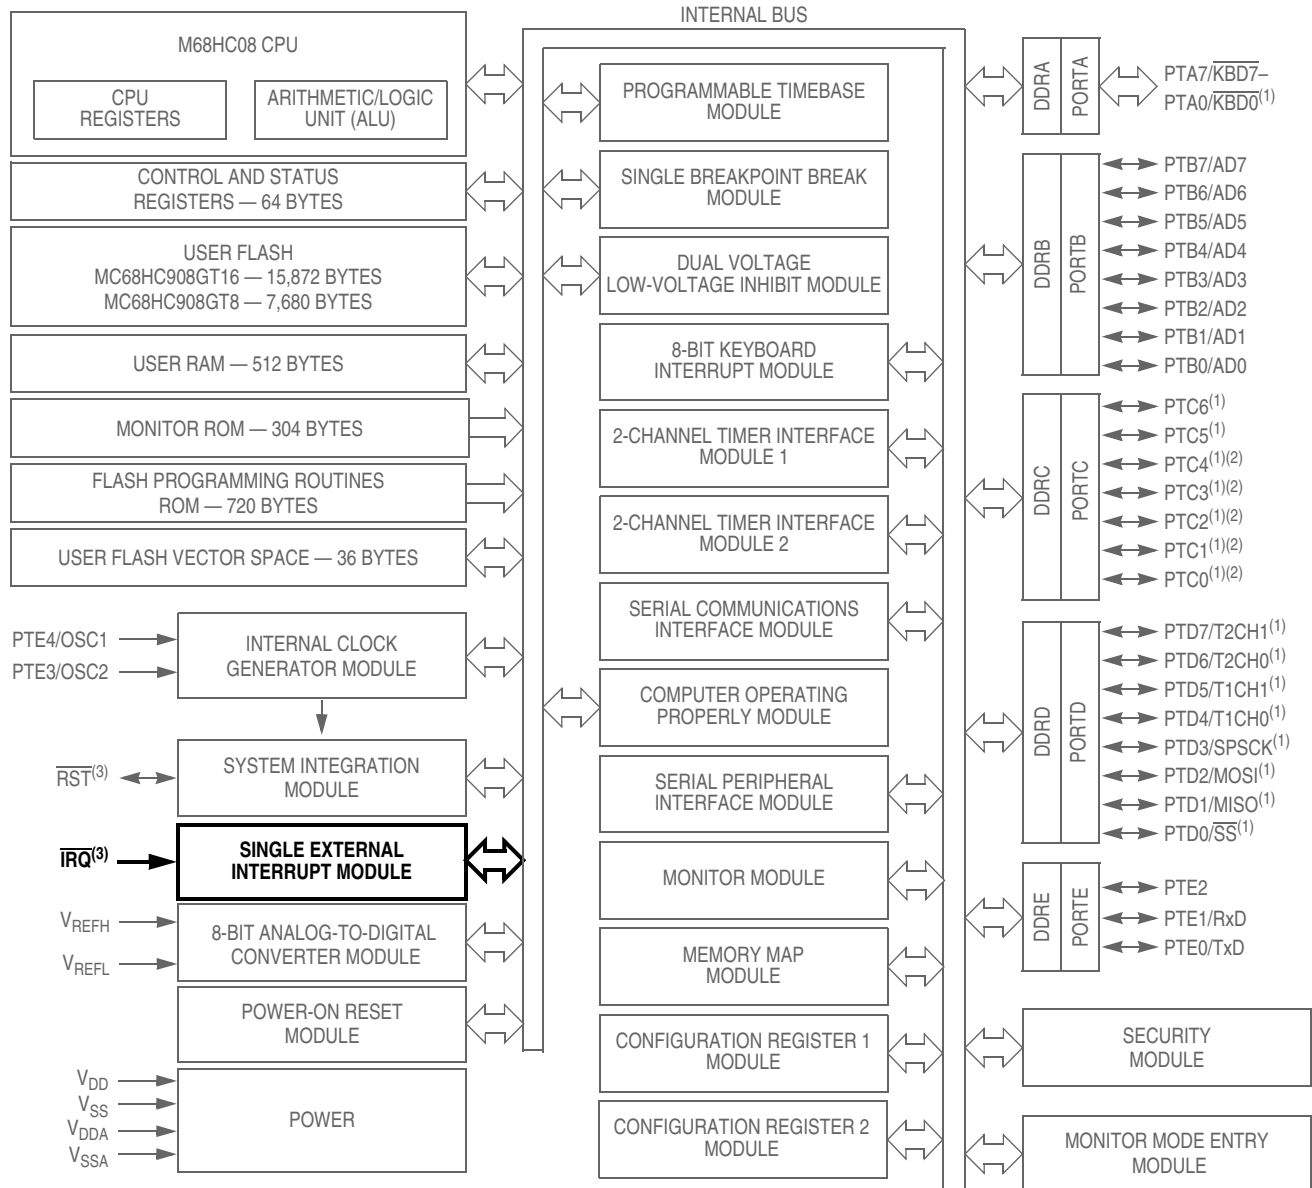 INTERNAL BUS
M68HC08 CPU
CPU
REGISTERS
ARITHMETIC/LOGIC
UNIT (ALU)
CONTROL AND STATUS
REGISTERS — 64 BYTES
USER FLASH
MC68HC908GT16 — 15,872 BYTES
MC68HC908GT8 — 7,680 BYTES
USER RAM — 512 BYTES
MONITOR ROM — 304 BYTES
FLASH PROGRAMMING ROUTINES
ROM — 720 BYTES
USER FLASH VECTOR SPACE — 36 BYTES
PTE4/OSC1
PTE3/OSC2
INTERNAL CLOCK
GENERATOR MODULE
RST(3)
SYSTEM INTEGRATION
MODULE
IRQ(3)
SINGLE EXTERNAL
INTERRUPT MODULE
VREFH
VREFL
8-BIT ANALOG-TO-DIGITAL
CONVERTER MODULE
POWER-ON RESET
MODULE
VDD
VSS
VDDA
VSSA
POWER
PROGRAMMABLE TIMEBASE
MODULE
SINGLE BREAKPOINT BREAK
MODULE
DUAL VOLTAGE
LOW-VOLTAGE INHIBIT MODULE
8-BIT KEYBOARD
INTERRUPT MODULE
2-CHANNEL TIMER INTERFACE
MODULE 1
2-CHANNEL TIMER INTERFACE
MODULE 2
SERIAL COMMUNICATIONS
INTERFACE MODULE
COMPUTER OPERATING
PROPERLY MODULE
SERIAL PERIPHERAL
INTERFACE MODULE
MONITOR MODULE
MEMORY MAP
MODULE
CONFIGURATION REGISTER 1
MODULE
CONFIGURATION REGISTER 2
MODULE
DDRA
PORTA
PTA7/KBD7–
PTA0/KBD0(1)
DDRB
PORTB
PTB7/AD7
PTB6/AD6
PTB5/AD5
PTB4/AD4
PTB3/AD3
PTB2/AD2
PTB1/AD1
PTB0/AD0
DDRC
PORTC
PTC6(1)
PTC5(1)
PTC4(1)(2)
PTC3(1)(2)
PTC2(1)(2)
PTC1(1)(2)
PTC0(1)(2)
DDRD
PORTD
PTD7/T2CH1(1)
PTD6/T2CH0(1)
PTD5/T1CH1(1)
PTD4/T1CH0(1)
PTD3/SPSCK(1)
PTD2/MOSI(1)
PTD1/MISO(1)
PTD0/SS(1)
DDRE
PORTE
PTE2
PTE1/RxD
PTE0/TxD
SECURITY
MODULE
MONITOR MODE ENTRY
MODULE